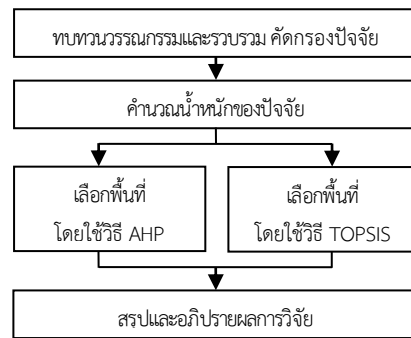 ทบทวนวรรณกรรมและรวบรวม คัดกรองปัจจัย
คำนวณน้ำหนักของปัจจัย
เลือกพื้นที่
โดยใช้วิธี AHP
เลือกพื้นที่
โดยใช้วิธี TOPSIS
สรุปและอภิปรายผลการวิจัย